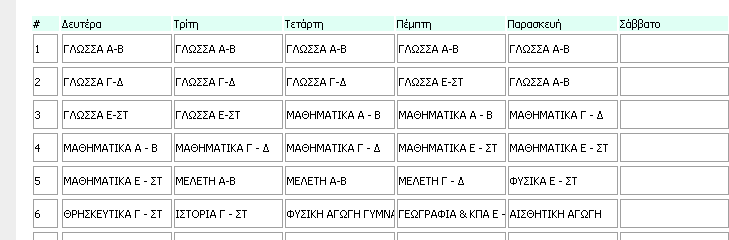 # Δευτέρα Τρίτη Τετάρτη Πέμπτη Παρασκευή Σάββατο
1 ΓΛΩΣΣΑ Α-Β ΓΛΩΣΣΑ Α-Β ΓΛΩΣΣΑ Α-Β ΓΛΩΣΣΑ Α-Β ΓΛΩΣΣΑ Α-Β
2 ΓΛΩΣΣΑ Γ-Δ ΓΛΩΣΣΑ Γ-Δ ΓΛΩΣΣΑ Γ-Δ ΓΛΩΣΣΑ Ε-ΣΤ ΓΛΩΣΣΑ Α-Β
3 ΓΛΩΣΣΑ Ε-ΣΤ ΓΛΩΣΣΑ Ε-ΣΤ ΜΑΘΗΜΑΤΙΚΑ Α - Β ΜΑΘΗΜΑΤΙΚΑ Α - Β ΜΑΘΗΜΑΤΙΚΑ Γ - Δ
4 ΜΑΘΗΜΑΤΙΚΑ Α - Β ΜΑΘΗΜΑΤΙΚΑ Γ - Δ ΜΑΘΗΜΑΤΙΚΑ Γ - Δ ΜΑΘΗΜΑΤΙΚΑ Ε - ΣΤ ΜΑΘΗΜΑΤΙΚΑ Ε - ΣΤ
5 ΜΑΘΗΜΑΤΙΚΑ Ε - ΣΤ ΜΕΛΕΤΗ Α-Β ΜΕΛΕΤΗ Α-Β ΜΕΛΕΤΗ Γ - Δ ΦΥΣΙΚΑ Ε - ΣΤ
6 ΘΡΗΣΚΕΥΤΙΚΑ Γ - ΣΤ ΙΣΤΟΡΙΑ Γ - ΣΤ ΦΥΣΙΚΗ ΑΓΩΓΗ ΓΥΜΝΑ ΓΕΩΓΡΑΦΙΑ & ΚΠΑ Ε - ΑΙΣΘΗΤΙΚΗ ΑΓΩΓΗ